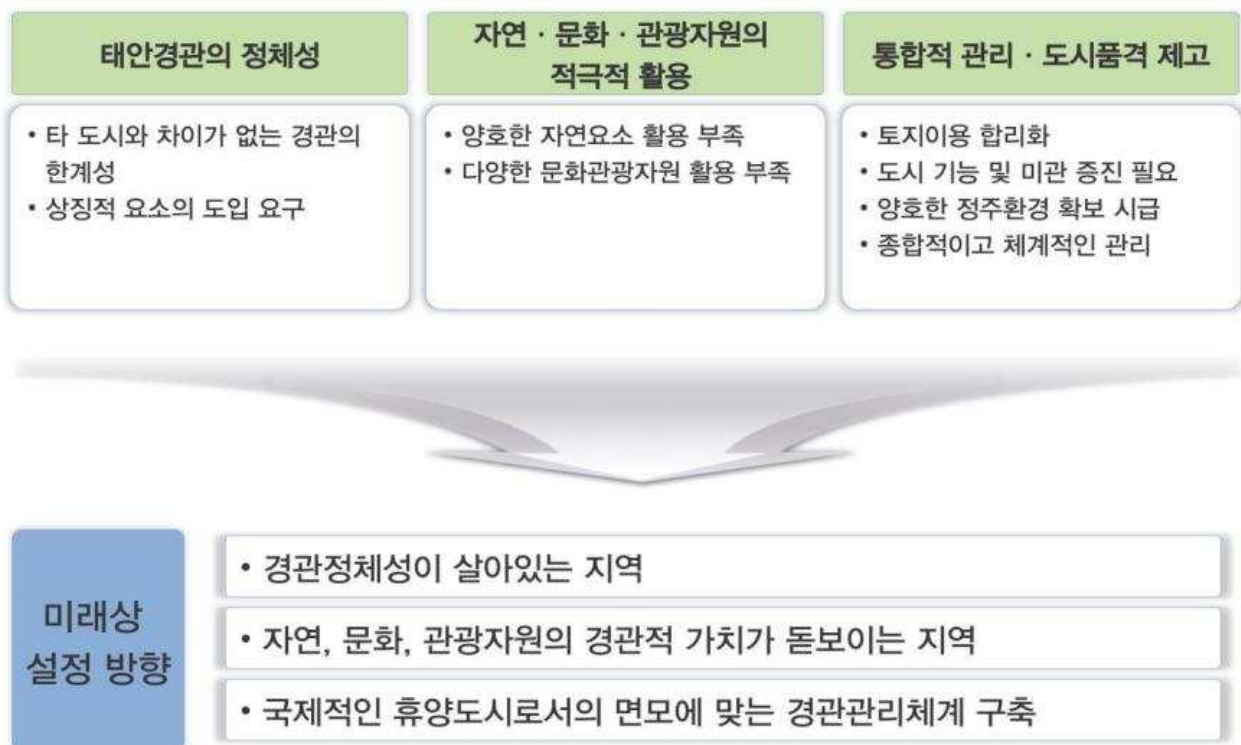 태안경관의 정체성
자연 · 문화 · 관광자원의
적극적 활용
통합적 관리 · 도시품격 제고
• 타 도시와 차이가 없는 경관의
한계성
• 상징적 요소의 도입 요구
• 양호한 자연요소 활용 부족
• 다양한 문화관광자원 활용 부족
• 토지이용 합리화
• 도시 기능 및 미관 증진 필요
• 양호한 정주환경 확보 시급
• 종합적이고 체계적인 관리
미래상
설정 방향
• 경관정체성이 살아있는 지역
• 자연, 문화, 관광자원의 경관적 가치가 돋보이는 지역
• 국제적인 휴양도시로서의 면모에 맞는 경관관리체계 구축